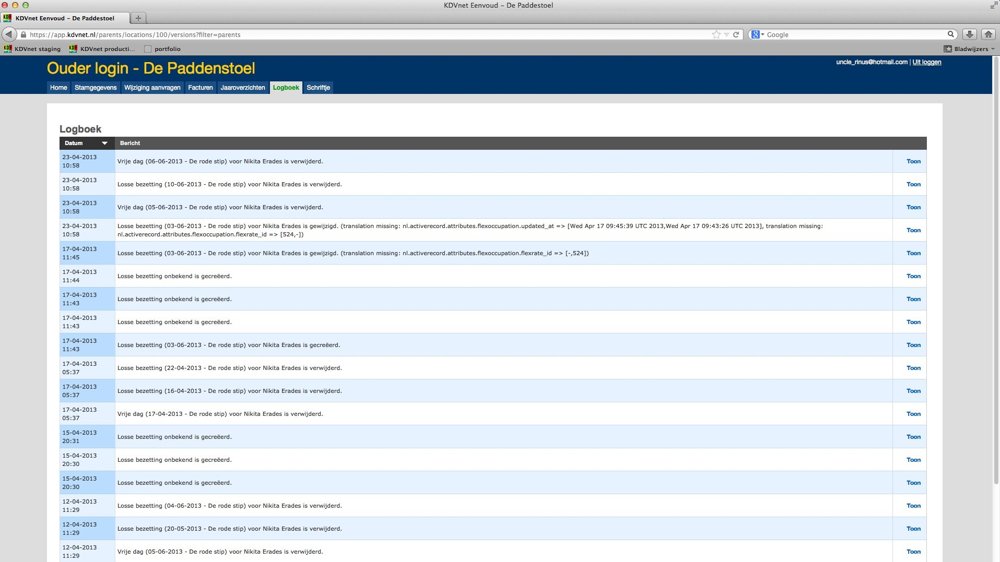 KDVnet Eenvoud – De Paddestoel
KDVnet Eenvoud – De Paddestoel
https://app.kdvnet.nl/parents/locations/100/versions?filter=parents
Google
KDVnet staging KDVnet producti... portfolio Bladwijzers
Ouder login - De Paddenstoel
uncle_rinus@hotmail.com | Uit loggen
Home Stamgegevens Wijziging aanvragen Facturen Jaaroverzichten Logboek Schriftje
Logboek
Datum Bericht
23-04-2013
10:58
Vrije dag (06-06-2013 - De rode stip) voor Nikita Erades is verwijderd. Toon
23-04-2013
10:58
Losse bezetting (10-06-2013 - De rode stip) voor Nikita Erades is verwijderd. Toon
23-04-2013
10:58
Vrije dag (05-06-2013 - De rode stip) voor Nikita Erades is verwijderd. Toon
23-04-2013
10:58
Losse bezetting (03-06-2013 - De rode stip) voor Nikita Erades is gewijzigd. (translation missing: nl.activerecord.attributes.flexoccupation.updated_at => [Wed Apr 17 09:45:39 UTC 2013,Wed Apr 17 09:43:26 UTC 2013], translation missing:
nl.activerecord.attributes.flexoccupation.flexrate_id => [524,-])
Toon
17-04-2013
11:45
Losse bezetting (03-06-2013 - De rode stip) voor Nikita Erades is gewijzigd. (translation missing: nl.activerecord.attributes.flexoccupation.flexrate_id => [-,524]) Toon
17-04-2013
11:44
Losse bezetting onbekend is gecreëerd. Toon
17-04-2013
11:43
Losse bezetting onbekend is gecreëerd. Toon
17-04-2013
11:43
Losse bezetting onbekend is gecreëerd. Toon
17-04-2013
11:43
Losse bezetting (03-06-2013 - De rode stip) voor Nikita Erades is gecreëerd. Toon
17-04-2013
05:37
Losse bezetting (22-04-2013 - De rode stip) voor Nikita Erades is verwijderd. Toon
17-04-2013
05:37
Losse bezetting (16-04-2013 - De rode stip) voor Nikita Erades is verwijderd. Toon
17-04-2013
05:37
Vrije dag (17-04-2013 - De rode stip) voor Nikita Erades is verwijderd. Toon
15-04-2013
20:31
Losse bezetting onbekend is gecreëerd. Toon
15-04-2013
20:30
Losse bezetting onbekend is gecreëerd. Toon
15-04-2013
20:30
Losse bezetting onbekend is gecreëerd. Toon
12-04-2013
11:29
Losse bezetting (04-06-2013 - De rode stip) voor Nikita Erades is verwijderd. Toon
12-04-2013
11:29
Losse bezetting (20-05-2013 - De rode stip) voor Nikita Erades is verwijderd. Toon
12-04-2013
11:29
Vrije dag (05-06-2013 - De rode stip) voor Nikita Erades is verwijderd. Toon